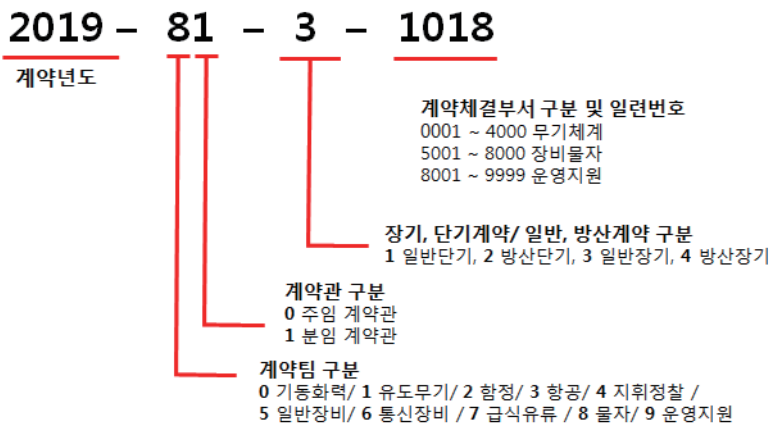 2019 – 81 – 3 – 1018
계약년도
계약체결부서 구분 및 일련번호
0001 ~ 4000 무기체계
5001 ~ 8000 장비물자
8001 ~ 9999 운영지원
장기, 단기계약/ 일반, 방산계약 구분
1 일반단기, 2 방산단기, 3 일반장기, 4 방산장기
계약관 구분
0 주임 계약관
1 분임 계약관
계약팀 구분
0 기동화력/ 1 유도무기/ 2 함정/ 3 항공/ 4 지휘정찰 /
5 일반장비/ 6 통신장비 / 7 급식유류 / 8 물자/ 9 운영지원